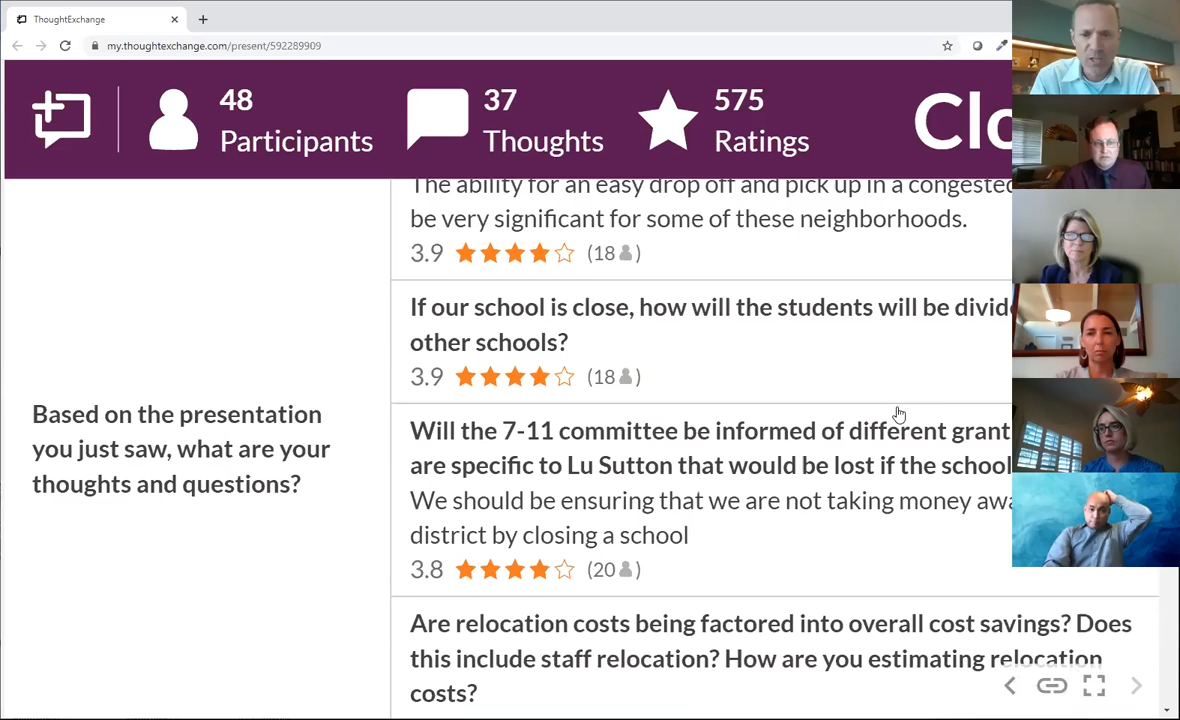 ThoughtExchange
my.thoughtexchange.com/present/592289909
48
Participants
37
Thoughts
575
Ratings
Clo
The ability for an easy drop off and pick up in a congested
be very significant for some of these neighborhoods.
3.9 (18)
If our school is close, how will the students will be divid
other schools?
3.9 (18)
Based on the presentation
you just saw, what are your
thoughts and questions?
Will the 7-11 committee be informed of different grant
are specific to Lu Sutton that would be lost if the school
We should be ensuring that we are not taking money awa
district by closing a school
3.8 (20)
Are relocation costs being factored into overall cost savings? Does
this include staff relocation? How are you estimating relocation
costs?